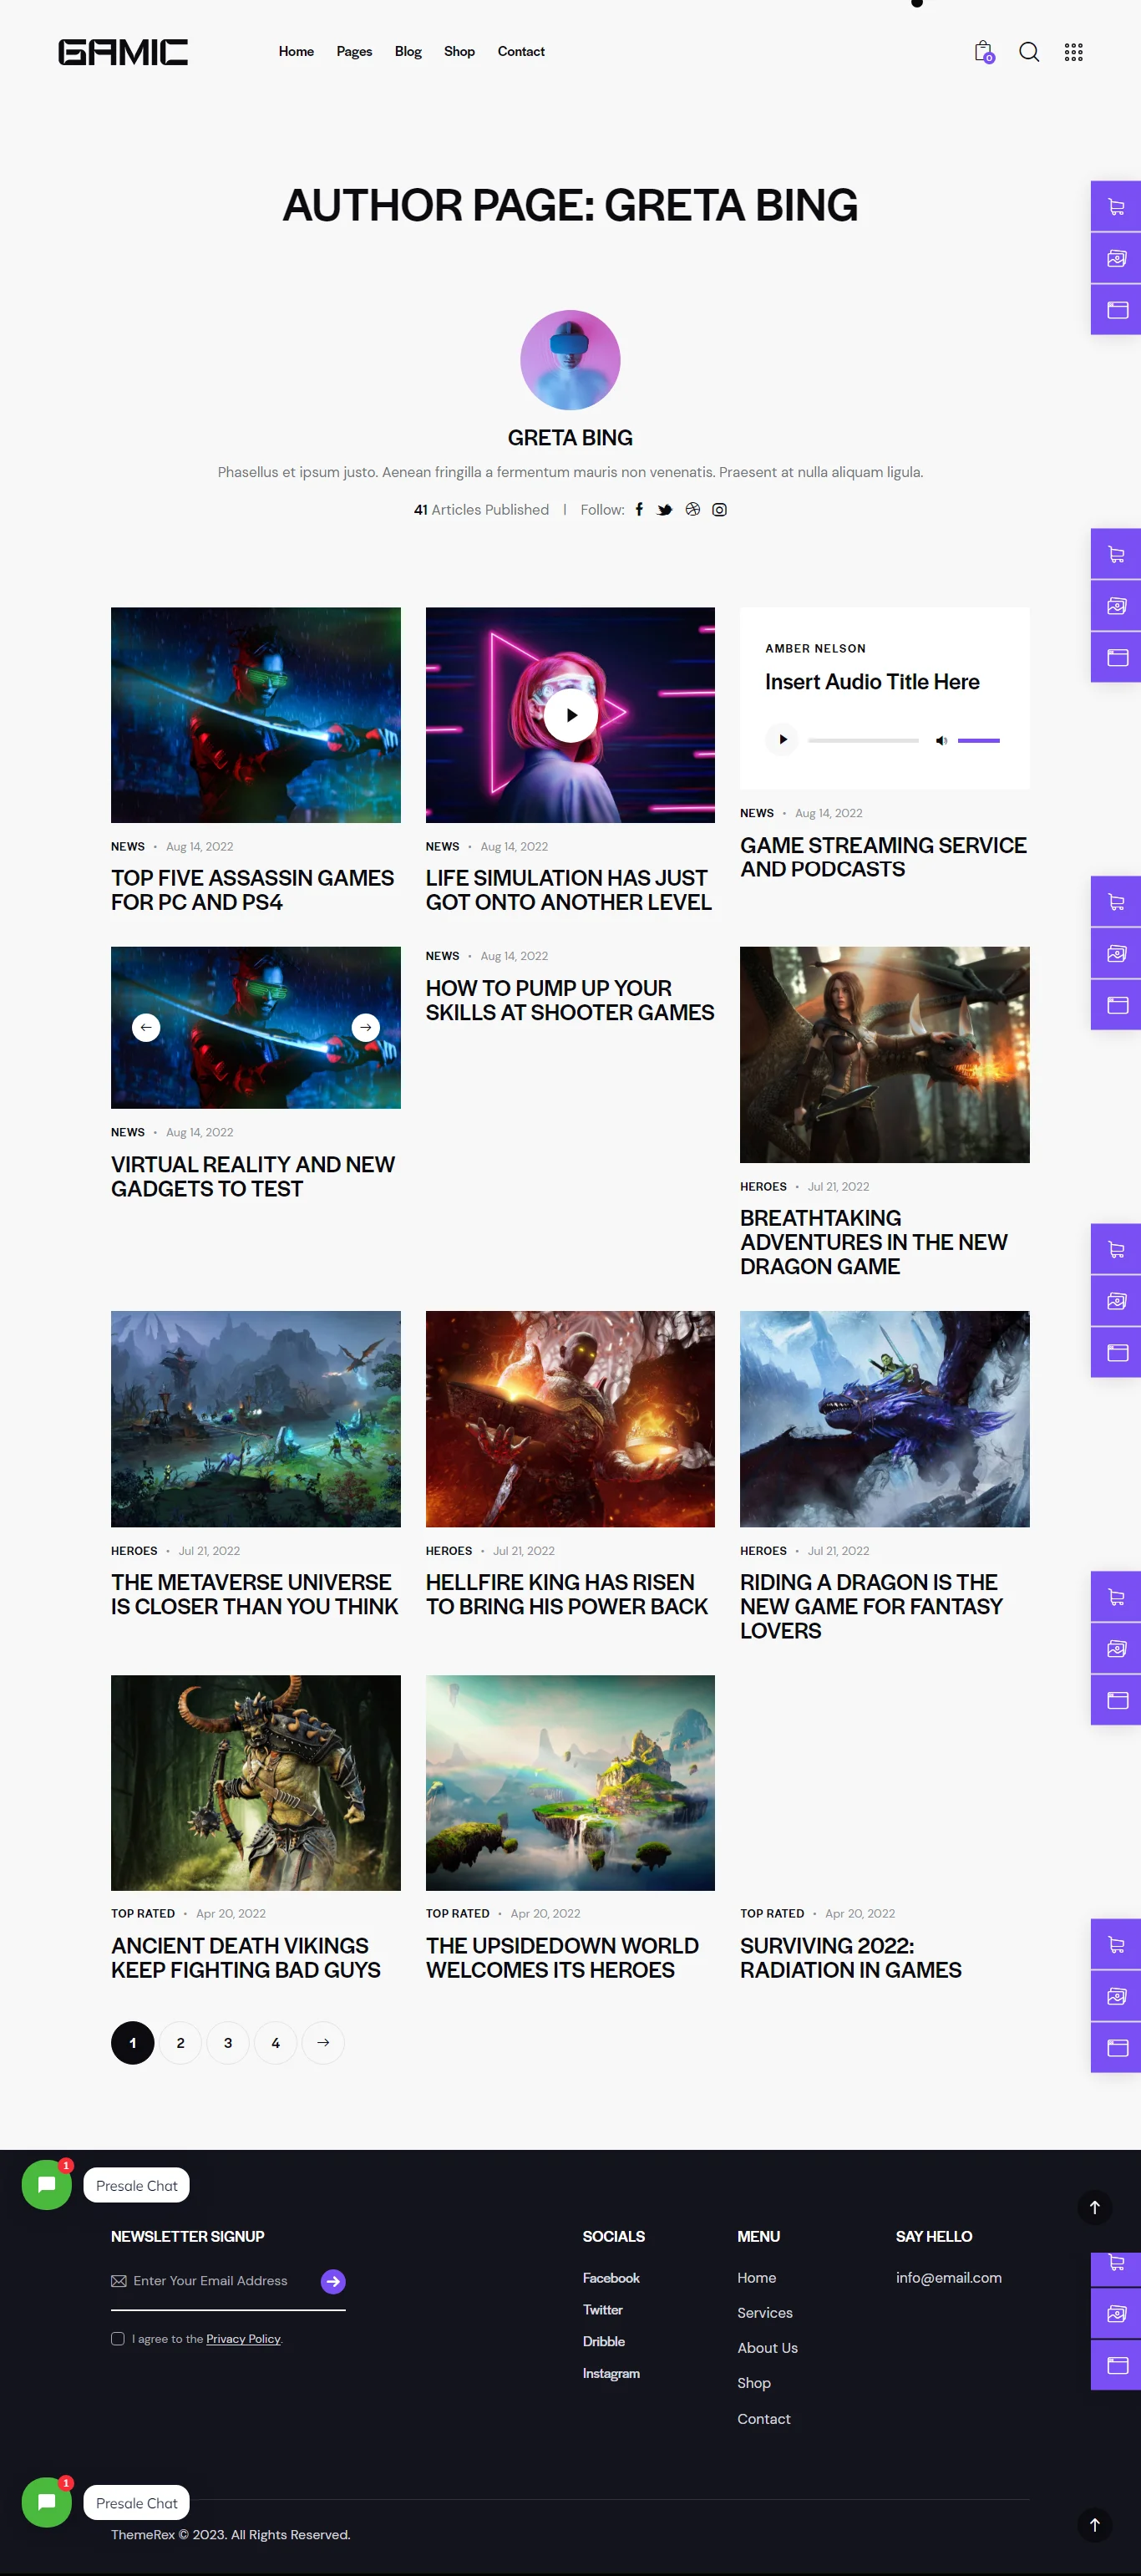 GAMIC
Home Pages Blog Shop Contact
0
AUTHOR PAGE: GRETA BING
GRETA BING
Phasellus et ipsum justo. Aenean fringilla a fermentum mauris non venenatis. Praesent at nulla aliquam ligula.
41 Articles Published | Follow:
NEWS • Aug 14, 2022
TOP FIVE ASSASSIN GAMES
FOR PC AND PS4
NEWS • Aug 14, 2022
LIFE SIMULATION HAS JUST
GOT ONTO ANOTHER LEVEL
AMBER NELSON
Insert Audio Title Here
NEWS • Aug 14, 2022
GAME STREAMING SERVICE
AND PODCASTS
NEWS • Aug 14, 2022
VIRTUAL REALITY AND NEW
GADGETS TO TEST
NEWS • Aug 14, 2022
HOW TO PUMP UP YOUR
SKILLS AT SHOOTER GAMES
HEROES • Jul 21, 2022
BREATHTAKING
ADVENTURES IN THE NEW
DRAGON GAME
HEROES • Jul 21, 2022
THE METAVERSE UNIVERSE
IS CLOSER THAN YOU THINK
HEROES • Jul 21, 2022
HELLFIRE KING HAS RISEN
TO BRING HIS POWER BACK
HEROES • Jul 21, 2022
RIDING A DRAGON IS THE
NEW GAME FOR FANTASY
LOVERS
TOP RATED • Apr 20, 2022
ANCIENT DEATH VIKINGS
KEEP FIGHTING BAD GUYS
TOP RATED • Apr 20, 2022
THE UPSIDEDOWN WORLD
WELCOMES ITS HEROES
TOP RATED • Apr 20, 2022
SURVIVING 2022:
RADIATION IN GAMES
1 2 3 4
1
Presale Chat
NEWSLETTER SIGNUP
Enter Your Email Address
I agree to the Privacy Policy.
SOCIALS
Facebook
Twitter
Dribble
Instagram
MENU
Home
Services
About Us
Shop
Contact
SAY HELLO
info@email.com
1
Presale Chat
ThemeRex © 2023. All Rights Reserved.